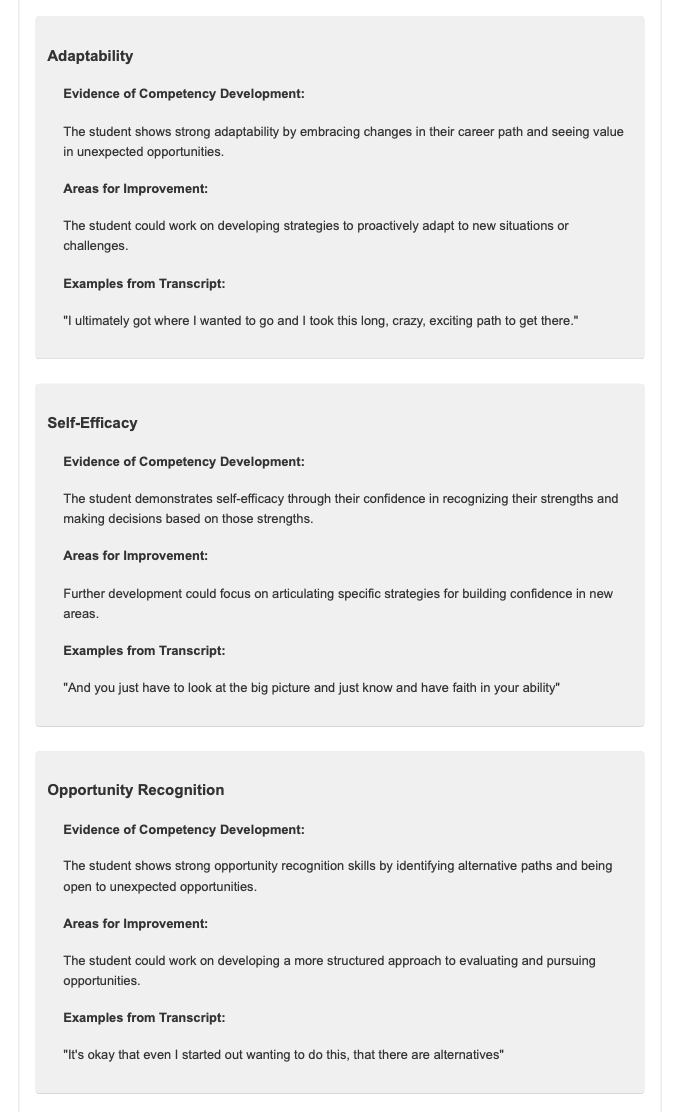 Adaptability
Evidence of Competency Development:
The student shows strong adaptability by embracing changes in their career path and seeing value
in unexpected opportunities.
Areas for Improvement:
The student could work on developing strategies to proactively adapt to new situations or
challenges.
Examples from Transcript:
"I ultimately got where I wanted to go and I took this long, crazy, exciting path to get there."
Self-Efficacy
Evidence of Competency Development:
The student demonstrates self-efficacy through their confidence in recognizing their strengths and
making decisions based on those strengths.
Areas for Improvement:
Further development could focus on articulating specific strategies for building confidence in new
areas.
Examples from Transcript:
"And you just have to look at the big picture and just know and have faith in your ability"
Opportunity Recognition
Evidence of Competency Development:
The student shows strong opportunity recognition skills by identifying alternative paths and being
open to unexpected opportunities.
Areas for Improvement:
The student could work on developing a more structured approach to evaluating and pursuing
opportunities.
Examples from Transcript:
"It's okay that even I started out wanting to do this, that there are alternatives"